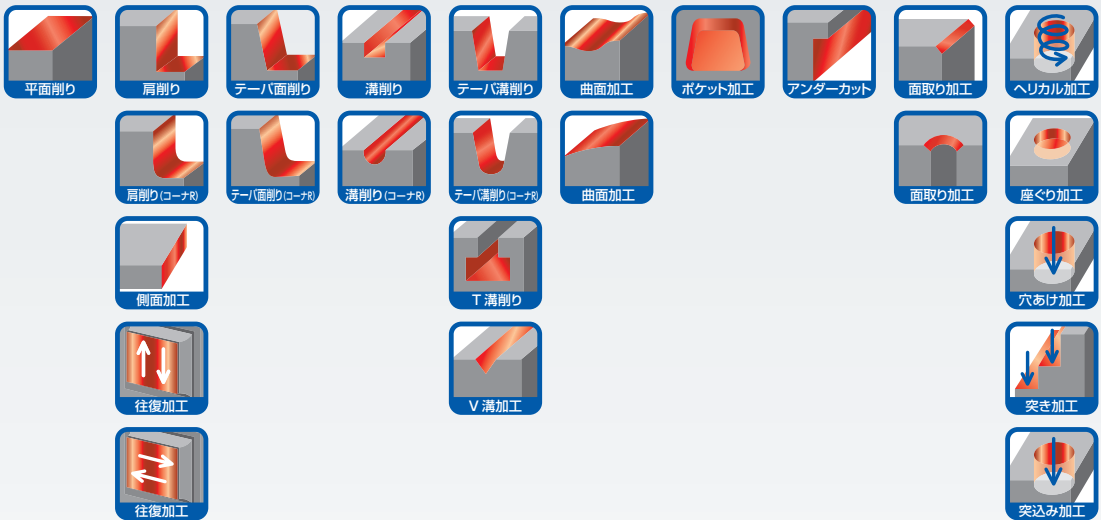 平面削り
肩削り
テーパ面削り
溝削り
テーパ溝削り
曲面加工
ポケット加工
アンダーカット
面取り加工
ヘリカル加工
肩削り(コーナR)
テーパ面削り(コーナR)
溝削り(コーナR)
テーパ溝削り(コーナR)
曲面加工
面取り加工
座ぐり加工
側面加工
T溝削り
穴あけ加工
往復加工
V溝加工
突き加工
往復加工
突込み加工